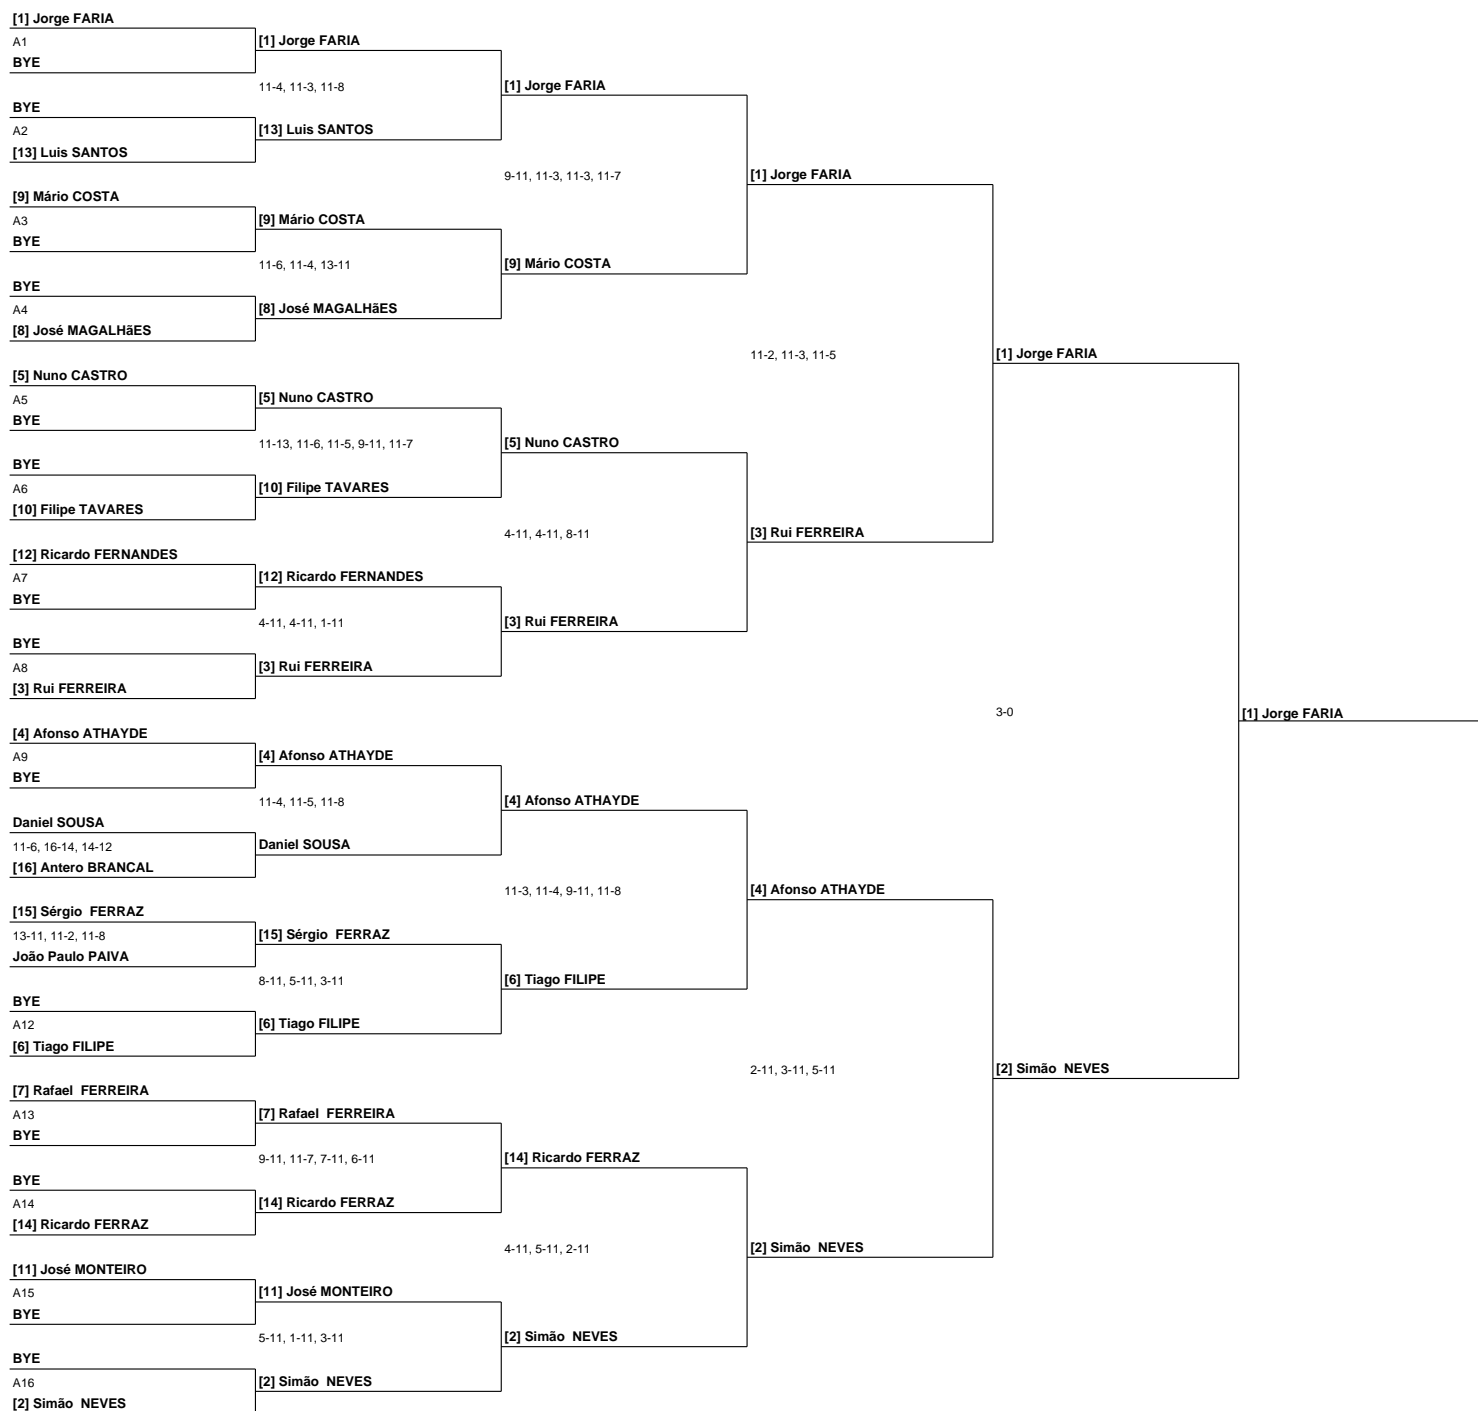 [1] Jorge FARIA
A1
BYE
BYE
A2
[13] Luis SANTOS
[9] Mário COSTA
A3
BYE
BYE
A4
[8] José MAGALHãES
[5] Nuno CASTRO
A5
BYE
BYE
A6
[10] Filipe TAVARES
[12] Ricardo FERNANDES
A7
BYE
BYE
A8
[3] Rui FERREIRA
[4] Afonso ATHAYDE
A9
BYE
Daniel SOUSA
11-6, 16-14, 14-12
[16] Antero BRANCAL
[15] Sérgio  FERRAZ
13-11, 11-2, 11-8
João Paulo PAIVA
BYE
A12
[6] Tiago FILIPE
[7] Rafael  FERREIRA
A13
BYE
BYE
A14
[14] Ricardo FERRAZ
[11] José MONTEIRO
A15
BYE
BYE
A16
[2] Simão  NEVES
[1] Jorge FARIA
11-4, 11-3, 11-8
[13] Luis SANTOS
[9] Mário COSTA
11-6, 11-4, 13-11
[8] José MAGALHãES
[5] Nuno CASTRO
11-13, 11-6, 11-5, 9-11, 11-7
[10] Filipe TAVARES
[12] Ricardo FERNANDES
4-11, 4-11, 1-11
[3] Rui FERREIRA
[4] Afonso ATHAYDE
11-4, 11-5, 11-8
Daniel SOUSA
[15] Sérgio  FERRAZ
8-11, 5-11, 3-11
[6] Tiago FILIPE
[7] Rafael  FERREIRA
9-11, 11-7, 7-11, 6-11
[14] Ricardo FERRAZ
[11] José MONTEIRO
5-11, 1-11, 3-11
[2] Simão  NEVES
[1] Jorge FARIA
9-11, 11-3, 11-3, 11-7
[9] Mário COSTA
[5] Nuno CASTRO
4-11, 4-11, 8-11
[3] Rui FERREIRA
[4] Afonso ATHAYDE
11-3, 11-4, 9-11, 11-8
[6] Tiago FILIPE
[14] Ricardo FERRAZ
4-11, 5-11, 2-11
[2] Simão  NEVES
[1] Jorge FARIA
11-2, 11-3, 11-5
[3] Rui FERREIRA
[4] Afonso ATHAYDE
2-11, 3-11, 5-11
[2] Simão  NEVES
[1] Jorge FARIA
3-0
[2] Simão  NEVES
[1] Jorge FARIA